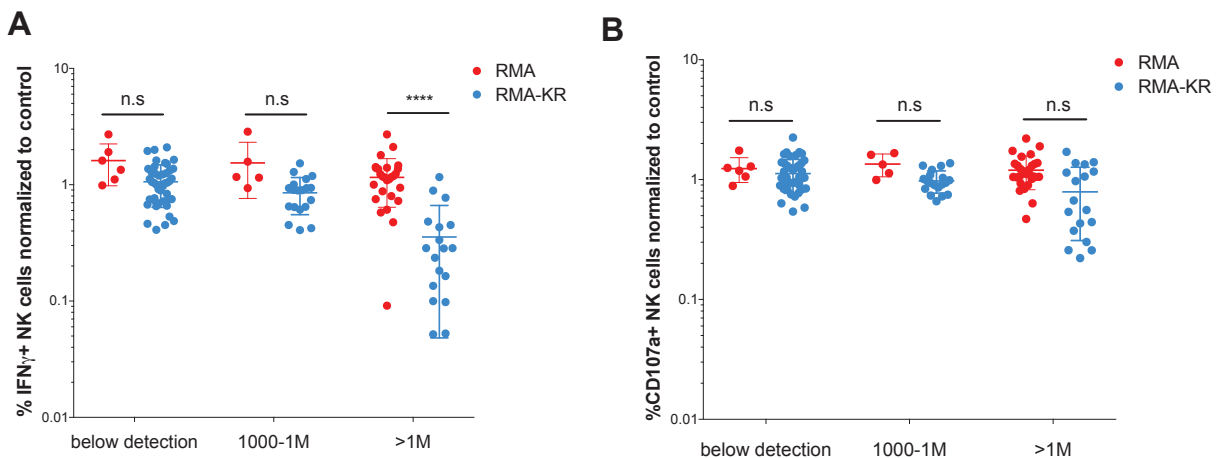 A
% IFNγ+ NK cells normalized to control
10
1
0.1
0.01
n.s
n.s
****
RMA
RMA-KR
below detection
1000-1M
>1M
B
%CD107a+ NK cells normalized to control
10
1
0.1
0.01
n.s
n.s
n.s
RMA
RMA-KR
below detection
1000-1M
>1M